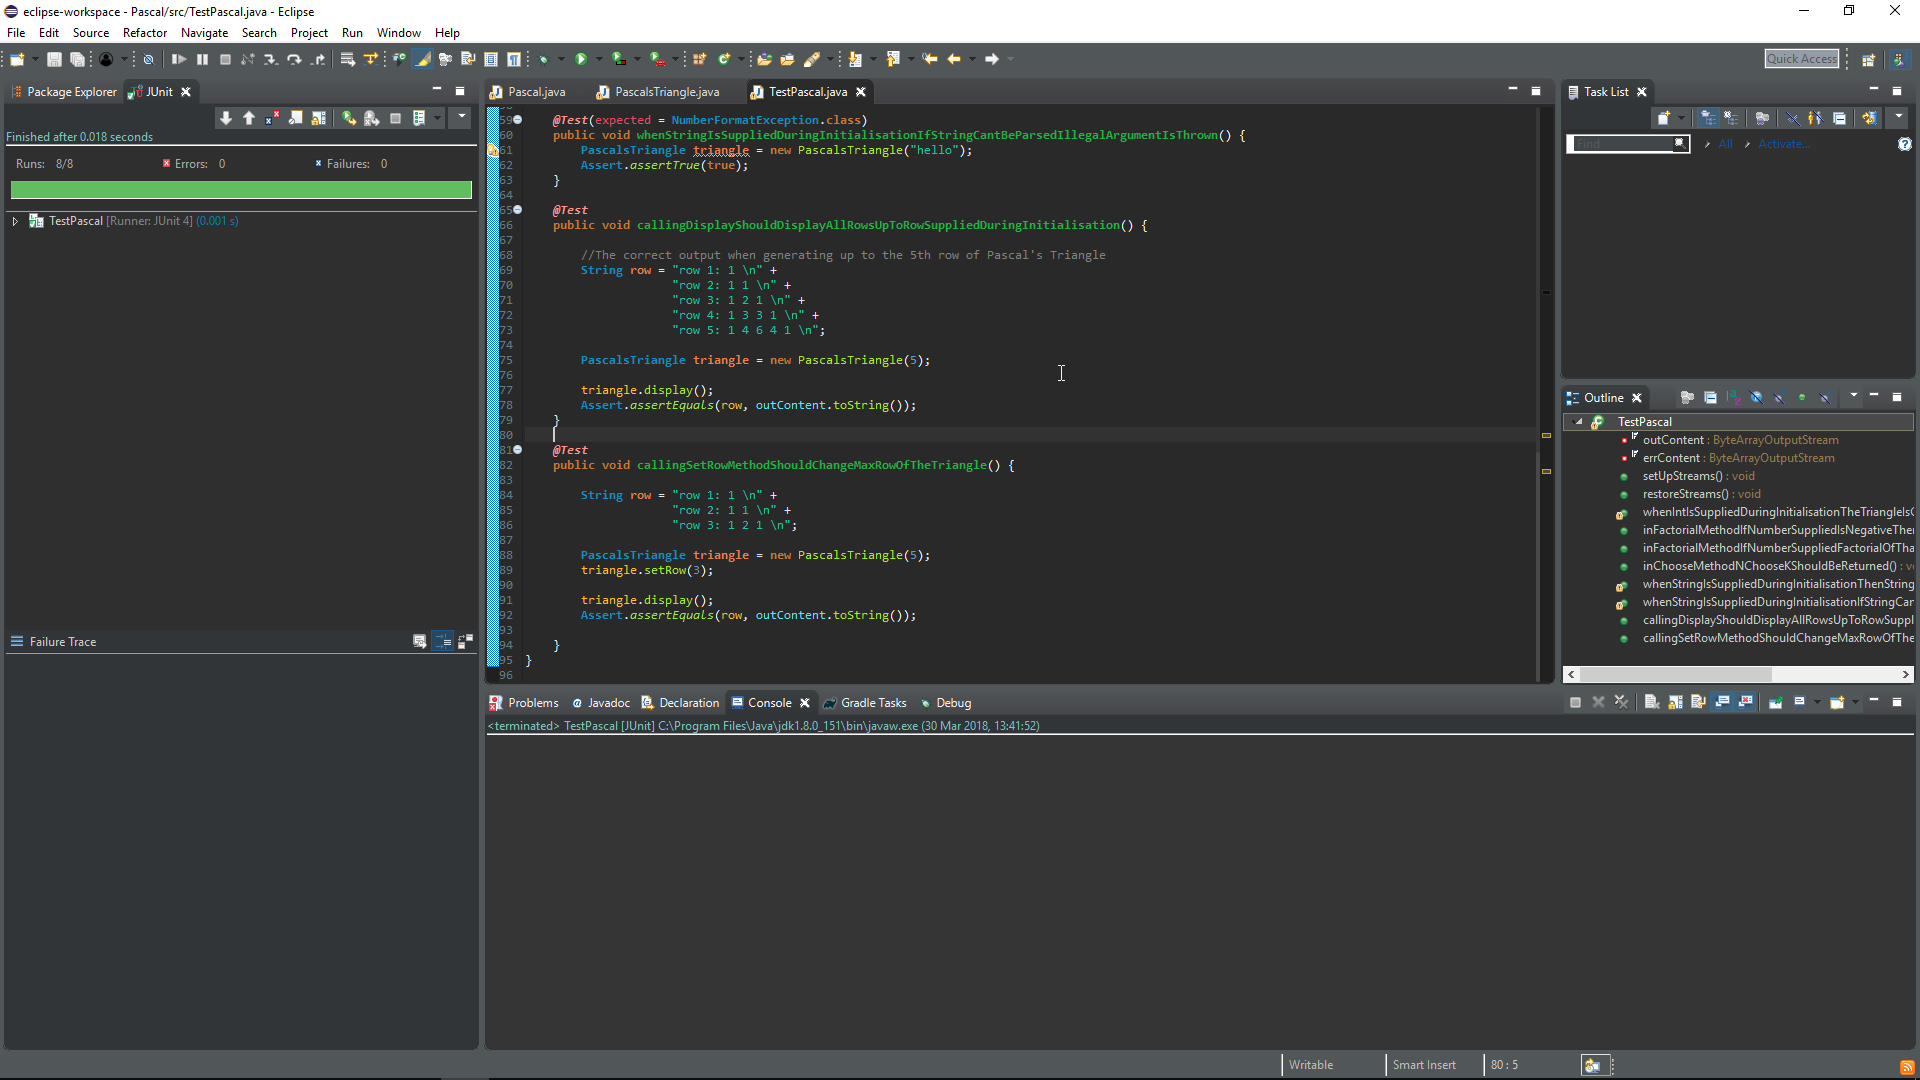 eclipse-workspace - Pascal/src/TestPascal.java - Eclipse
File Edit Source Refactor Navigate Search Project Run Window Help
Quick Access
Package Explorer JUnit
Finished after 0.018 seconds
Runs: 8/8 Errors: 0 Failures: 0
TestPascal [Runner: JUnit 4] (0.001 s)
Failure Trace
Pascal.java PascalsTriangle.java TestPascal.java
59 @Test(expected = NumberFormatException.class)
60 public void whenStringIsSuppliedDuringInitialisationIfStringCantBeParsedIllegalArgumentIsThrown() {
61 PascalsTriangle triangle = new PascalsTriangle("hello");
62 Assert.assertTrue(true);
63 }
64
65 @Test
66 public void callingDisplayShouldDisplayAllRowsUpToRowSuppliedDuringInitialisation() {
67
68 //The correct output when generating up to the 5th row of Pascal's Triangle
69 String row = "row 1: 1 \n" +
70 "row 2: 1 1 \n" +
71 "row 3: 1 2 1 \n" +
72 "row 4: 1 3 3 1 \n" +
73 "row 5: 1 4 6 4 1 \n";
74
75 PascalsTriangle triangle = new PascalsTriangle(5);
76
77 triangle.display();
78 Assert.assertEquals(row, outContent.toString());
79 }
80
81 @Test
82 public void callingSetRowMethodShouldChangeMaxRowOfTheTriangle() {
83
84 String row = "row 1: 1 \n" +
85 "row 2: 1 1 \n" +
86 "row 3: 1 2 1 \n";
87
88 PascalsTriangle triangle = new PascalsTriangle(5);
89 triangle.setRow(3);
90
91 triangle.display();
92 Assert.assertEquals(row, outContent.toString());
93
94 }
95 }
96
Task List
Find All Activate...
Outline
TestPascal
outContent : ByteArrayOutputStream
errContent : ByteArrayOutputStream
setUpStreams() : void
restoreStreams() : void
whenIntIsSuppliedDuringInitialisationTheTriangleIs
inFactorialMethodIfNumberSuppliedIsNegativeThe
inFactorialMethodIfNumberSuppliedFactorialOfTha
inChooseMethodNChooseKShouldBeReturned() : v
whenStringIsSuppliedDuringInitialisationThenString
whenStringIsSuppliedDuringInitialisationIfStringCar
callingDisplayShouldDisplayAllRowsUpToRowSuppl
callingSetRowMethodShouldChangeMaxRowOfThe
Problems Javadoc Declaration Console Gradle Tasks Debug
<terminated> TestPascal [JUnit] C:\Program Files\Java\jdk1.8.0_151\bin\javaw.exe (30 Mar 2018, 13:41:52)
Writable Smart Insert 80 : 5